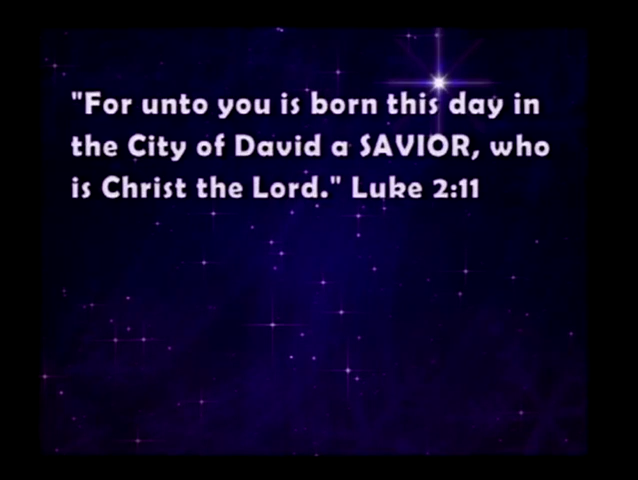 "For unto you is born this day in
the City of David a SAVIOR, who
is Christ the Lord." Luke 2:11